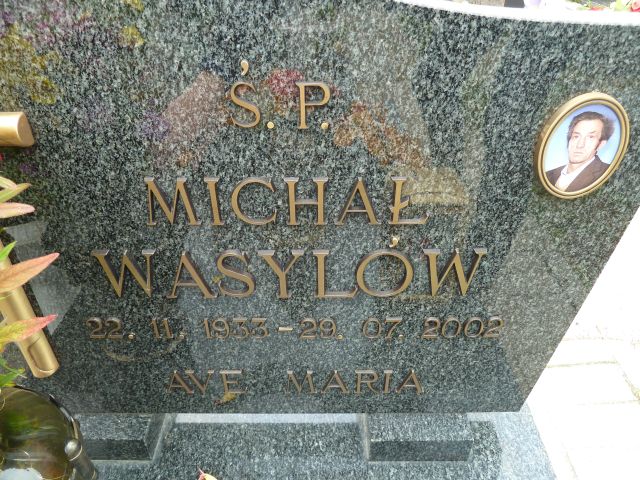 Ś.P.
MICHAŁ
WASYLÓW
22. 11. 1933 - 29. 07. 2002
AVE MARIA